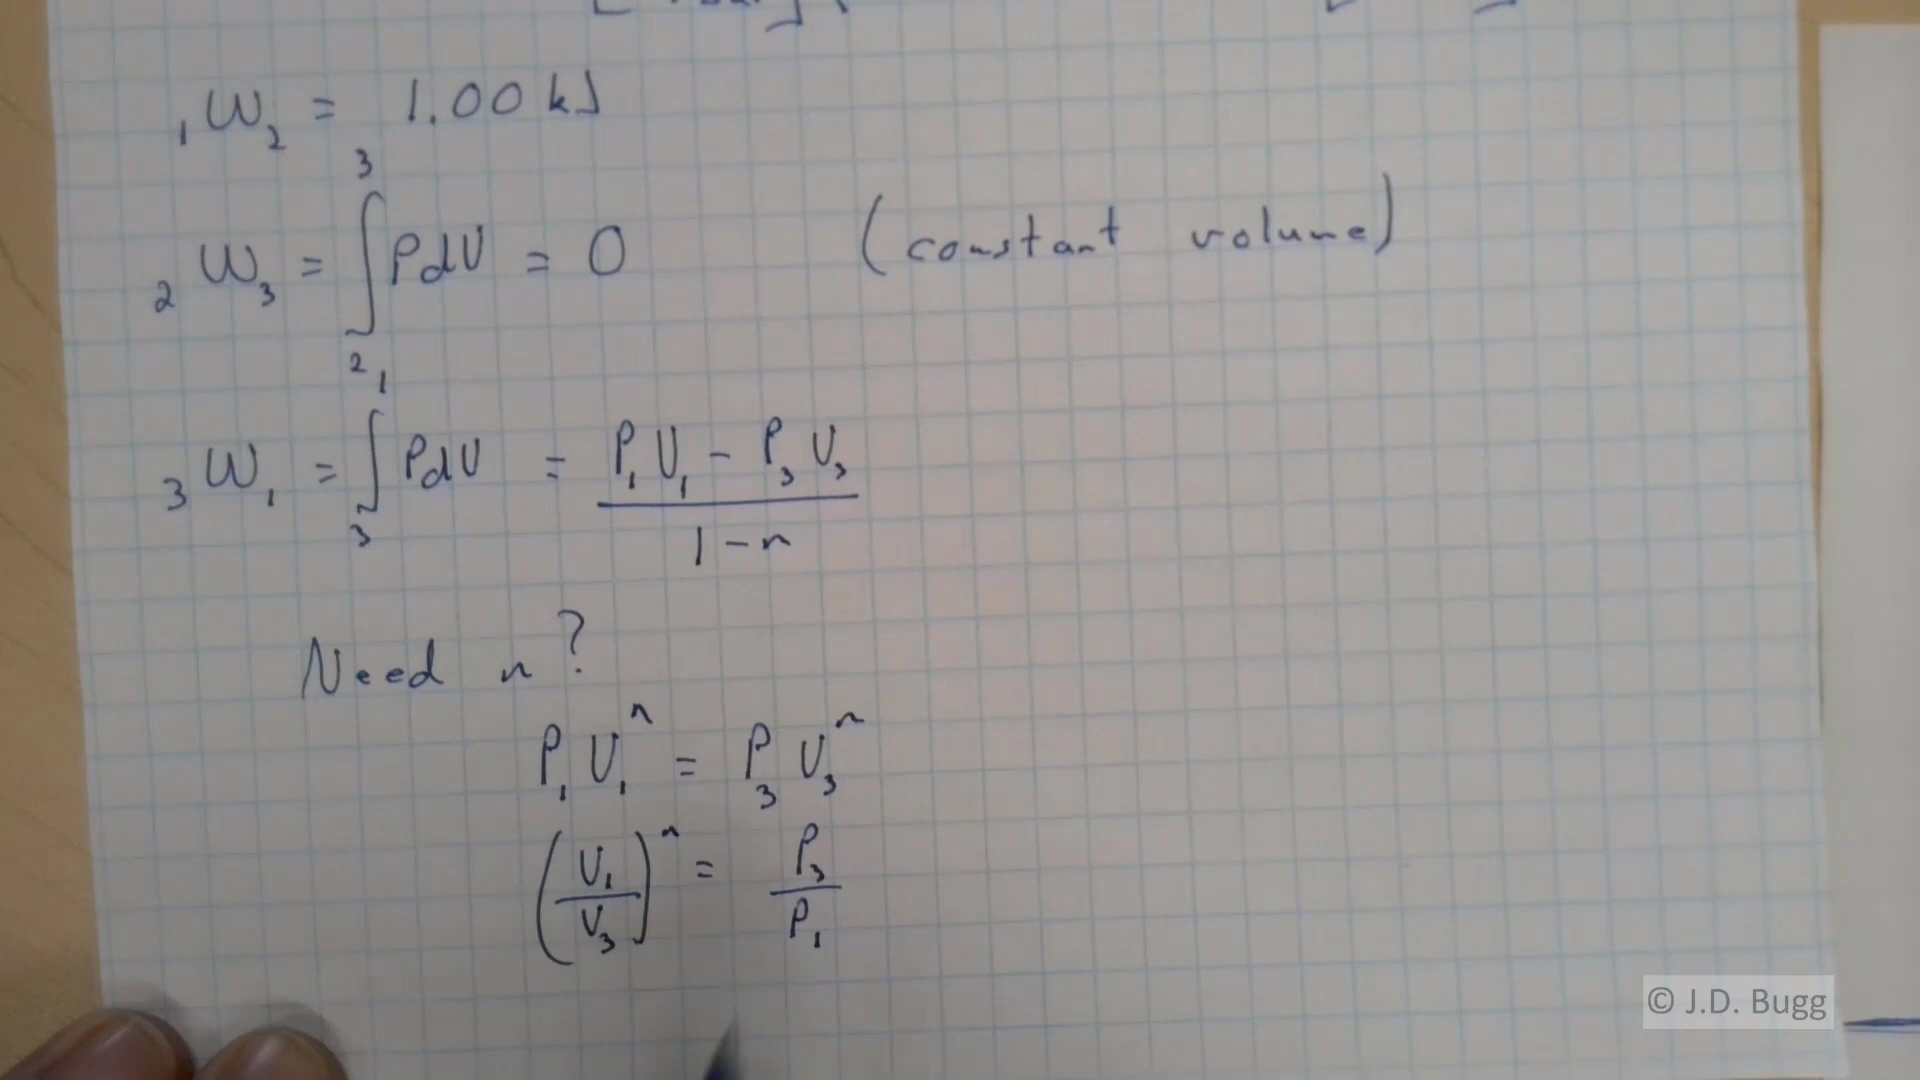 ₁W₂ = 1.00 kJ
₂W₃ = ∫₂³ PdV = 0 (constant volume)
₃W₁ = ∫₃¹ PdV = (P₁V₁ - P₃V₃) / (1-n)
Need n?
P₁V₁ⁿ = P₃V₃ⁿ
(V₁/V₃)ⁿ = P₃/P₁
© J.D. Bugg